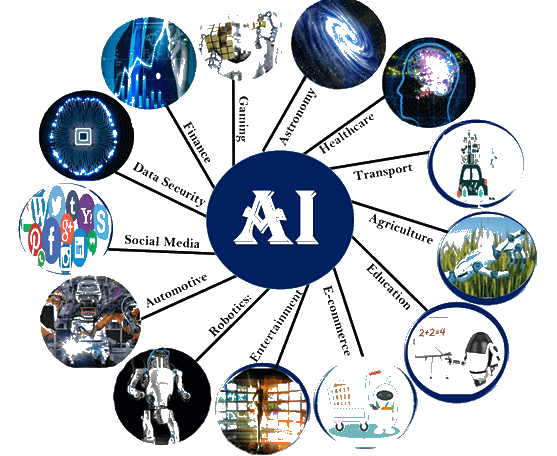 AI
Astronomy
Healthcare
Transport
Agriculture
Education
2+2=4
E-commerce
Entertainment
Robotics:
Automotive
Social Media
Data Security
Finance
Gaming